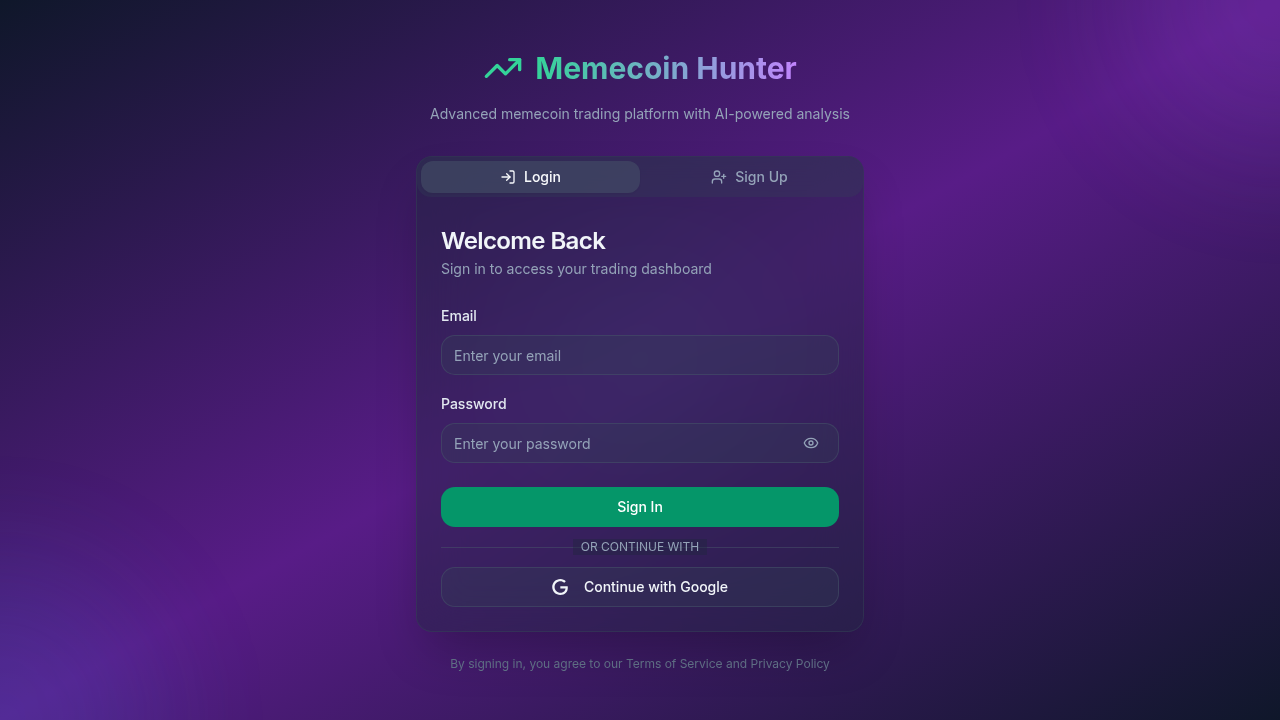 Memecoin Hunter
Advanced memecoin trading platform with AI-powered analysis
Login
Sign Up
Welcome Back
Sign in to access your trading dashboard
Email
Enter your email
Password
Enter your password
Sign In
OR CONTINUE WITH
Continue with Google
By signing in, you agree to our Terms of Service and Privacy Policy